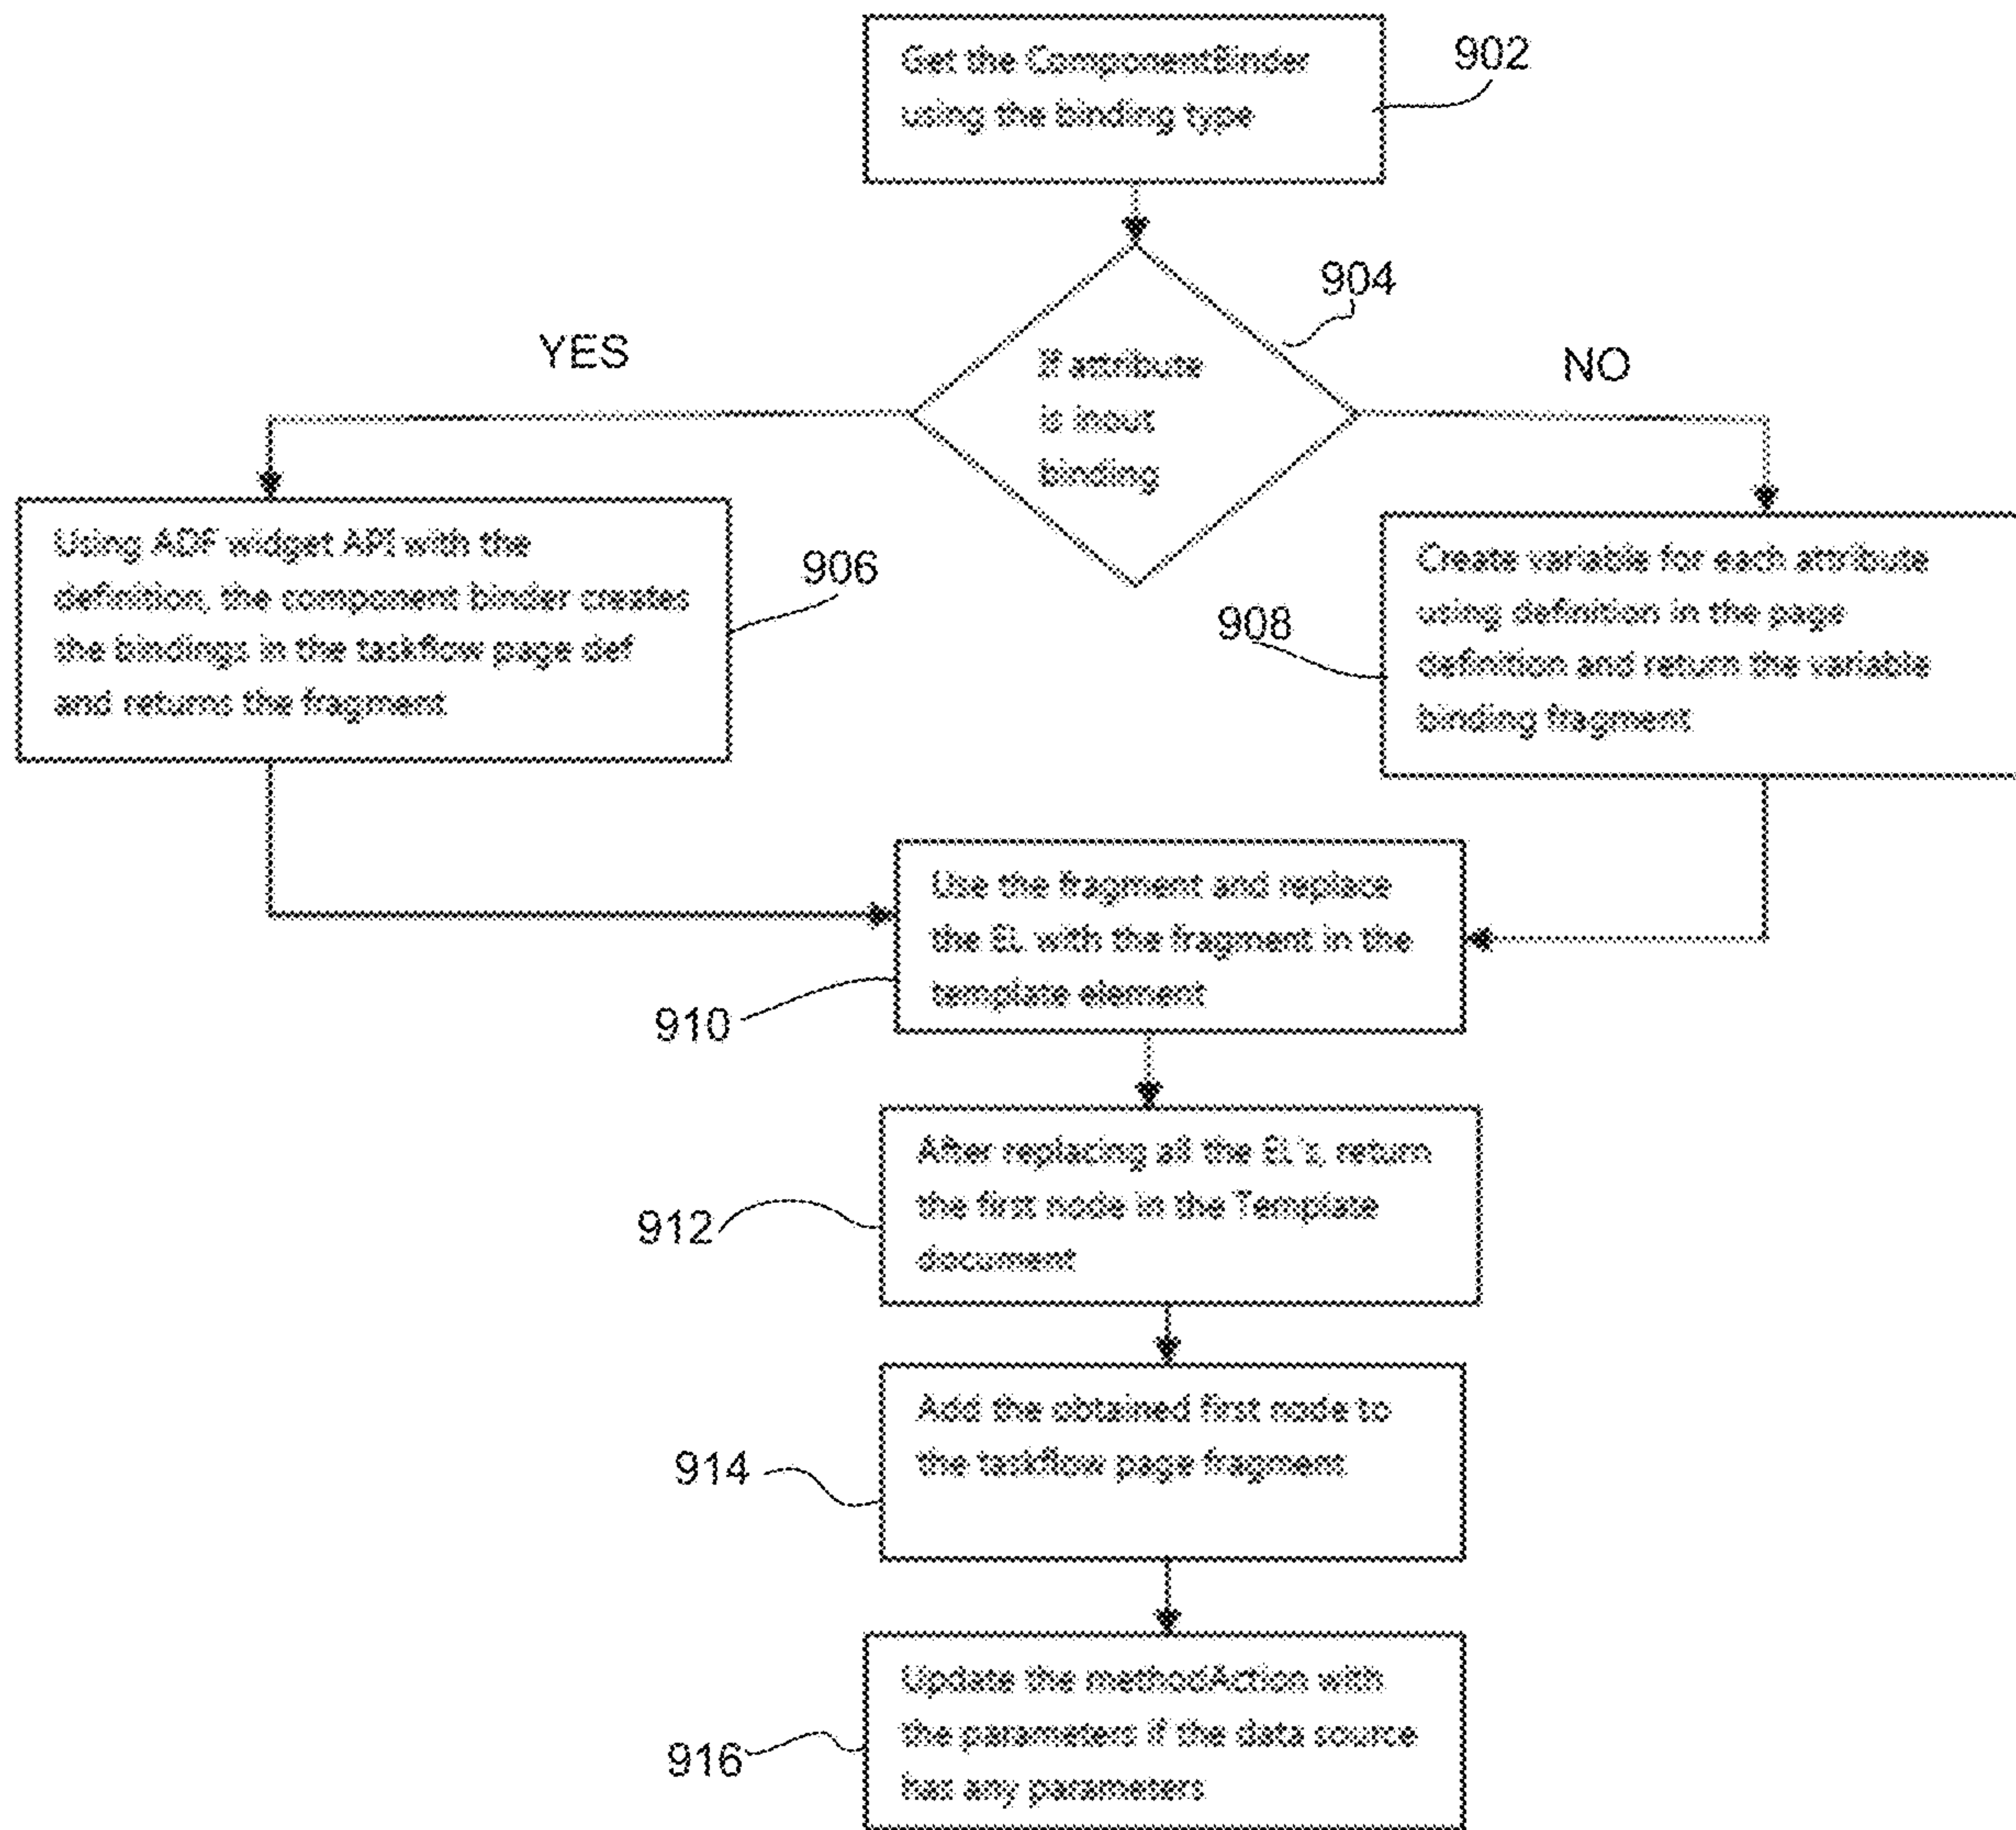 Get the ComponentBinder
using the binding type
902
904
YES
NO
If attribute
is inout
binding
Using ADF widget API with the
definition, the component binder creates
the bindings in the taskflow page def
and returns the fragment
906
Create variable for each attribute
using definition in the page
definition and return the variable
binding fragment
908
Use the fragment and replace
the EL with the fragment in the
template element
910
After replacing all the EL's, return
the first node in the Template
document
912
Add the obtained first node to
the taskflow page fragment
914
Update the methodAction with
the parameters if the data source
has any parameters
916